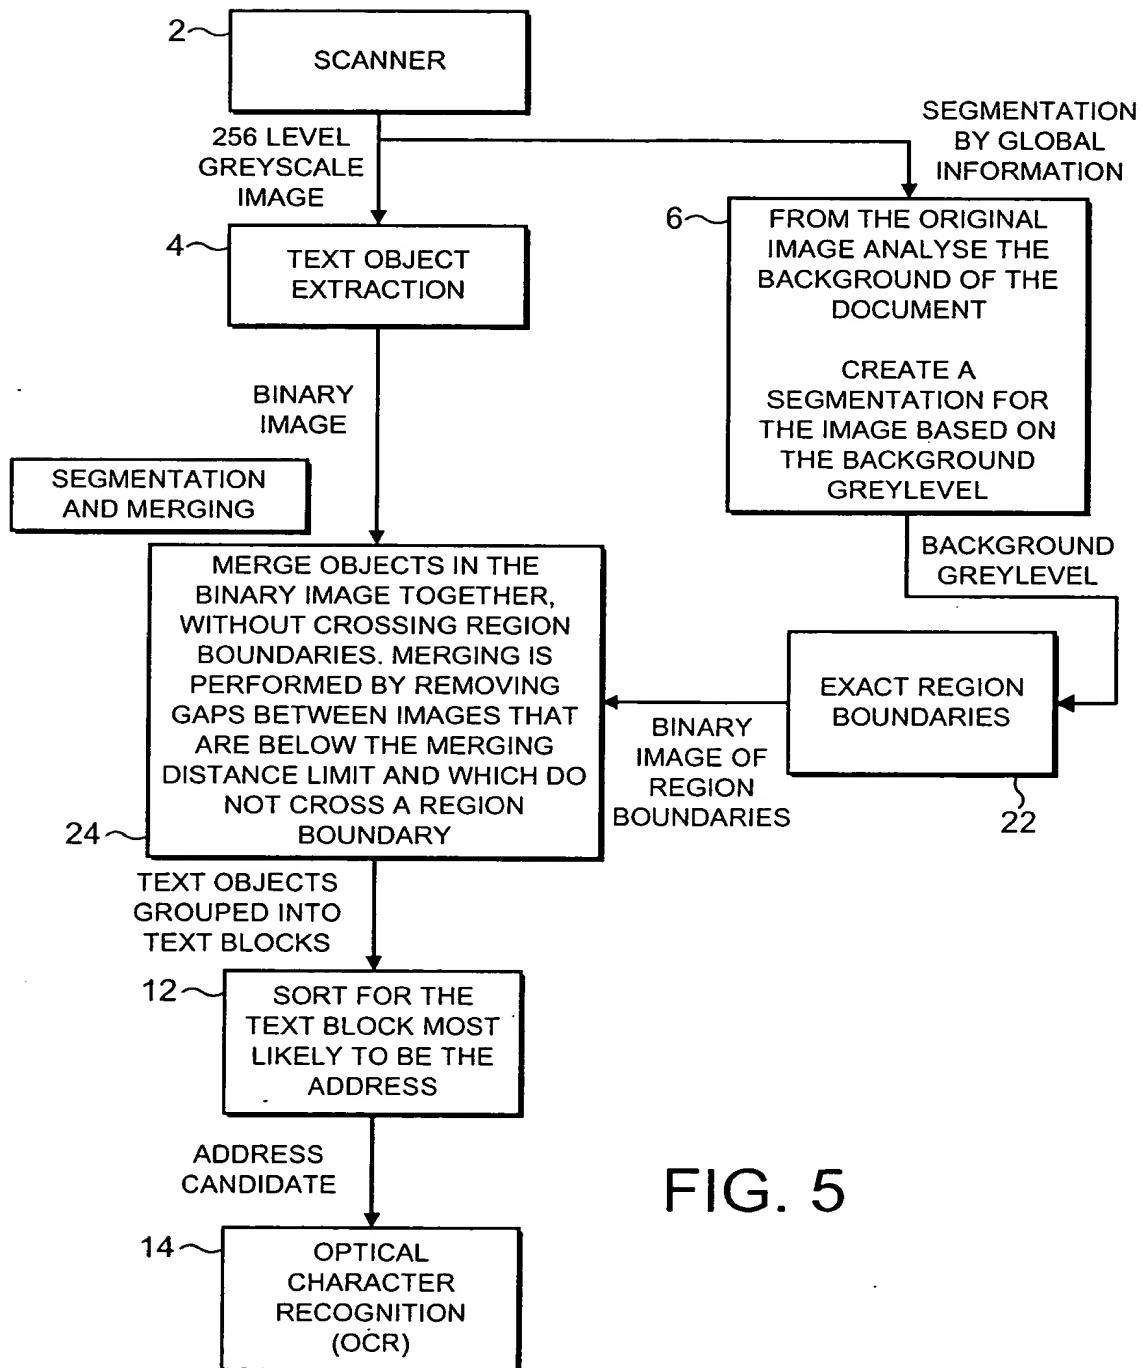 2
SCANNER
256 LEVEL
GREYSCALE
IMAGE
SEGMENTATION
BY GLOBAL
INFORMATION
4
TEXT OBJECT
EXTRACTION
6
FROM THE ORIGINAL
IMAGE ANALYSE THE
BACKGROUND OF THE
DOCUMENT
CREATE A
SEGMENTATION FOR
THE IMAGE BASED ON
THE BACKGROUND
GREYLEVEL
BINARY
IMAGE
SEGMENTATION
AND MERGING
BACKGROUND
GREYLEVEL
MERGE OBJECTS IN THE
BINARY IMAGE TOGETHER,
WITHOUT CROSSING REGION
BOUNDARIES. MERGING IS
PERFORMED BY REMOVING
GAPS BETWEEN IMAGES THAT
ARE BELOW THE MERGING
DISTANCE LIMIT AND WHICH DO
NOT CROSS A REGION
BOUNDARY
24
EXACT REGION
BOUNDARIES
22
BINARY
IMAGE OF
REGION
BOUNDARIES
TEXT OBJECTS
GROUPED INTO
TEXT BLOCKS
12
SORT FOR THE
TEXT BLOCK MOST
LIKELY TO BE THE
ADDRESS
ADDRESS
CANDIDATE
14
OPTICAL
CHARACTER
RECOGNITION
(OCR)
FIG. 5